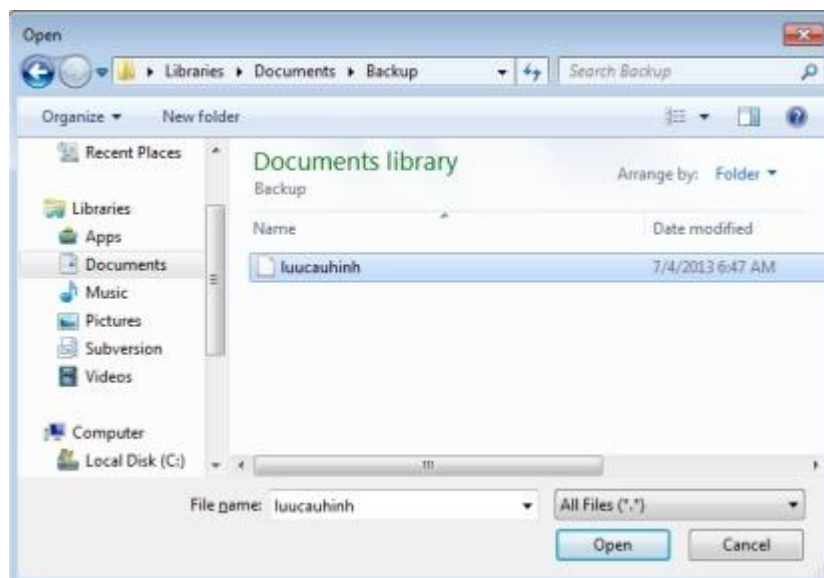 Open
Libraries Documents Backup Search Backup
Organize New folder
Recent Places
Libraries
Apps
Documents
Music
Pictures
Subversion
Videos
Computer
Local Disk (C:)
Documents library
Backup
Arrange by: Folder
Name Date modified
luucauhinh 7/4/2013 6:47 AM
File name: luucauhinh All Files (*.*)
Open Cancel